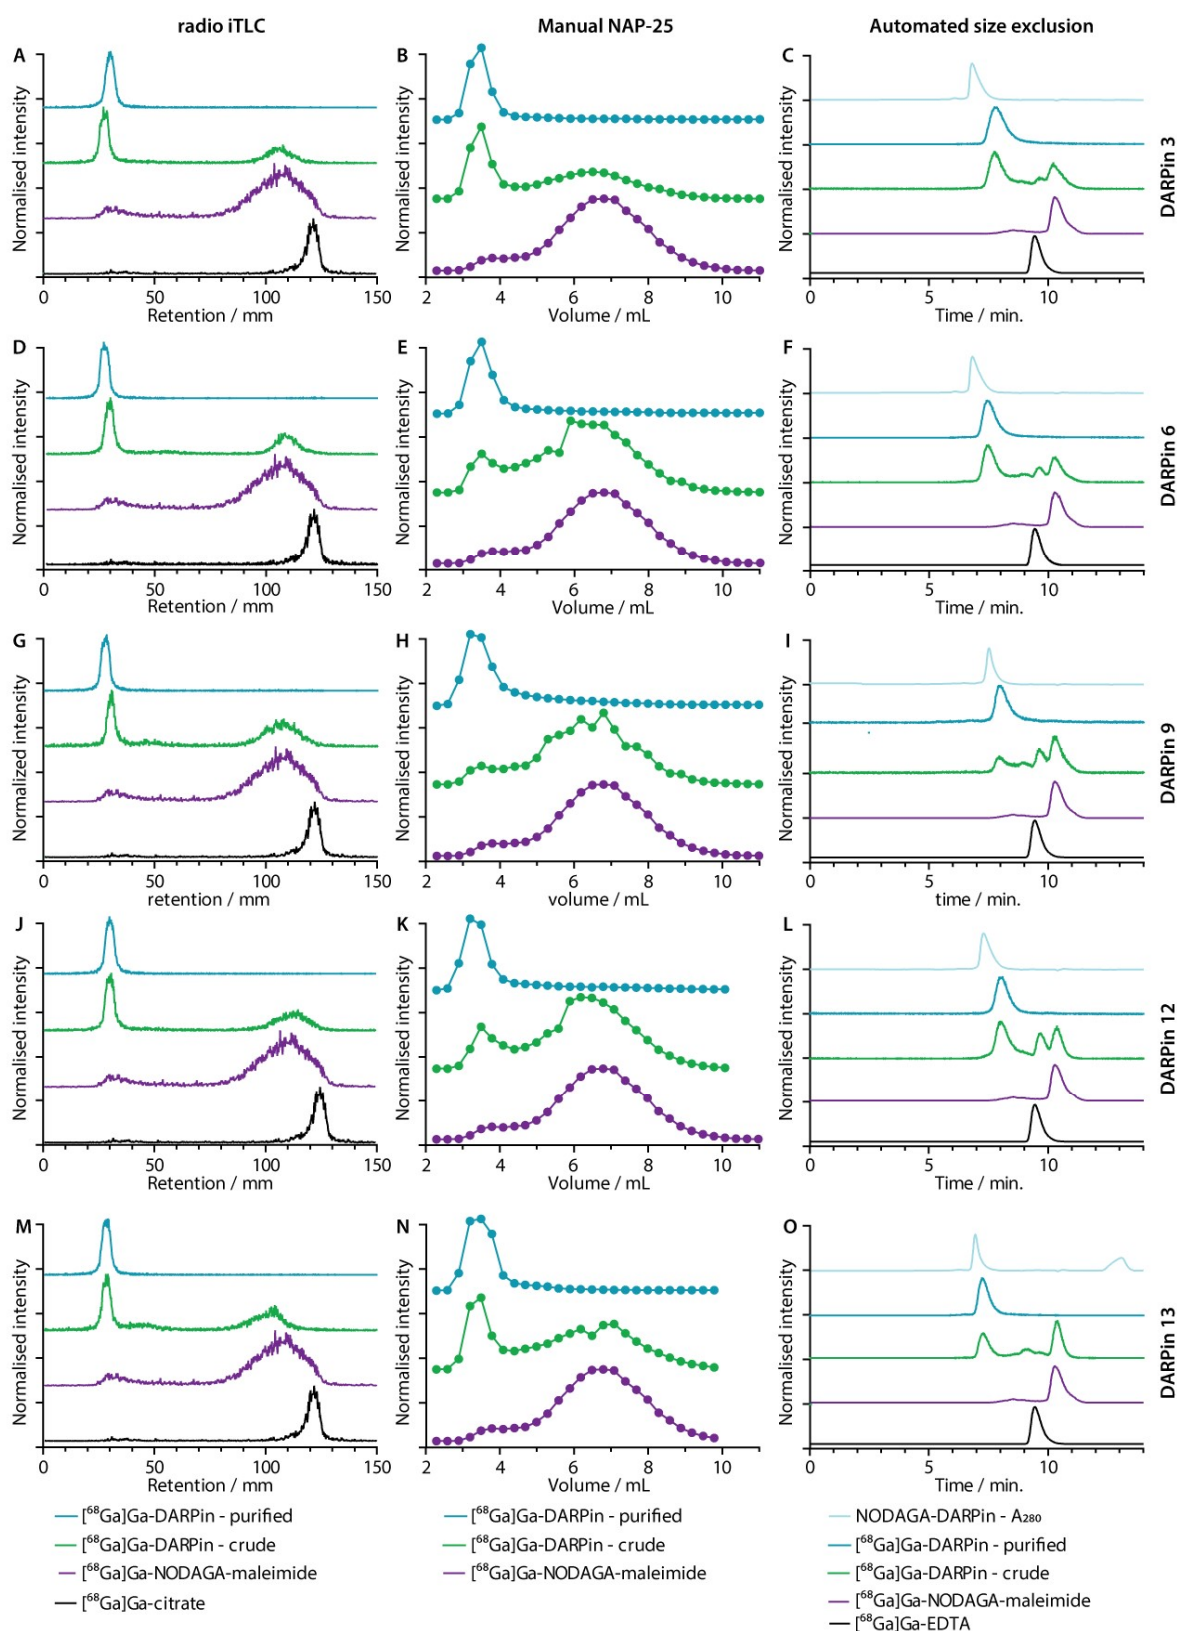 radio iTLC
Manual NAP-25
Automated size exclusion
A
Normalised intensity
0 50 100 150
Retention / mm
B
Normalised intensity
2 4 6 8 10
Volume / mL
C
Normalised intensity
0 5 10
Time / min.
DARPin 3
D
Normalised intensity
0 50 100 150
Retention / mm
E
Normalised intensity
2 4 6 8 10
Volume / mL
F
Normalised intensity
0 5 10
Time / min.
DARPin 6
G
Normalized intensity
0 50 100 150
retention / mm
H
Normalised intensity
2 4 6 8 10
volume / mL
I
Normalised intensity
0 5 10
time / min.
DARPin 9
J
Normalised intensity
0 50 100 150
Retention / mm
K
Normalised intensity
2 4 6 8 10
Volume / mL
L
Normalised intensity
0 5 10
Time / min.
DARPin 12
M
Normalised intensity
0 50 100 150
Retention / mm
N
Normalised intensity
2 4 6 8 10
Volume / mL
O
Normalised intensity
0 5 10
Time / min.
DARPin 13
[⁶⁸Ga]Ga-DARPin - purified
[⁶⁸Ga]Ga-DARPin - crude
[⁶⁸Ga]Ga-NODAGA-maleimide
[⁶⁸Ga]Ga-citrate
[⁶⁸Ga]Ga-DARPin - purified
[⁶⁸Ga]Ga-DARPin - crude
[⁶⁸Ga]Ga-NODAGA-maleimide
NODAGA-DARPin - A₂₈₀
[⁶⁸Ga]Ga-DARPin - purified
[⁶⁸Ga]Ga-DARPin - crude
[⁶⁸Ga]Ga-NODAGA-maleimide
[⁶⁸Ga]Ga-EDTA